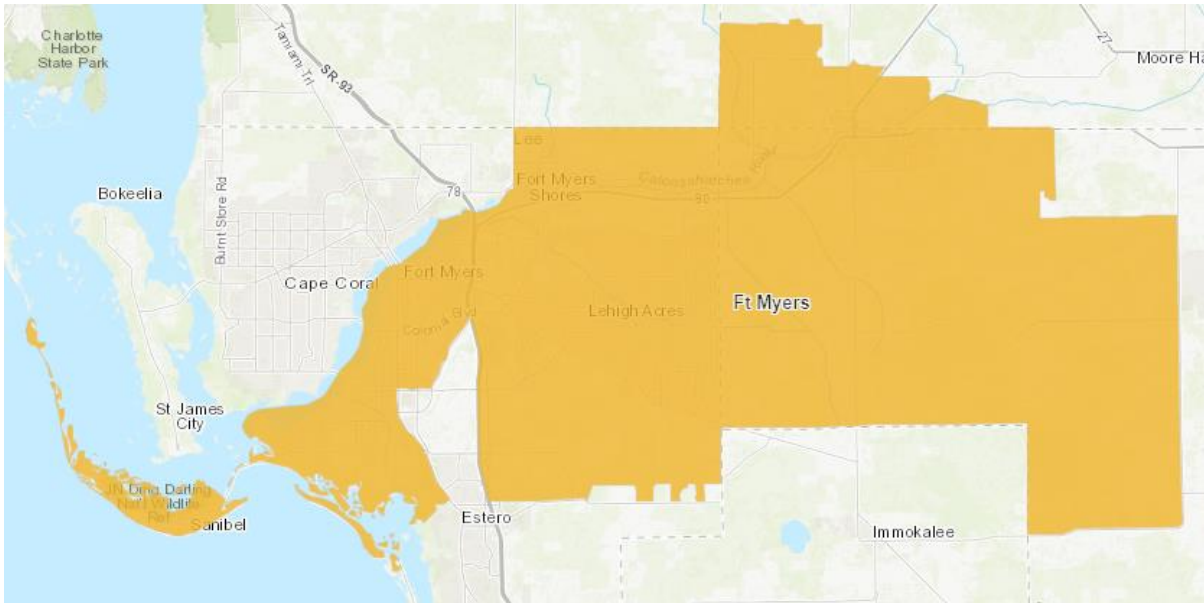 Charlotte
Harbor
State Park
Tamiami Trl
SR-93
27
Moore Ha
Lee
Bokeelia
Burnt Store Rd
78
Fort Myers
Shores
Caloosahatchee
80
Cape Coral
Fort Myers
Colonial Blvd
Lehigh Acres
Ft Myers
St James
City
JN Ding Darling
Nat'l Wildlife
Ref
Sanibel
Estero
Immokalee